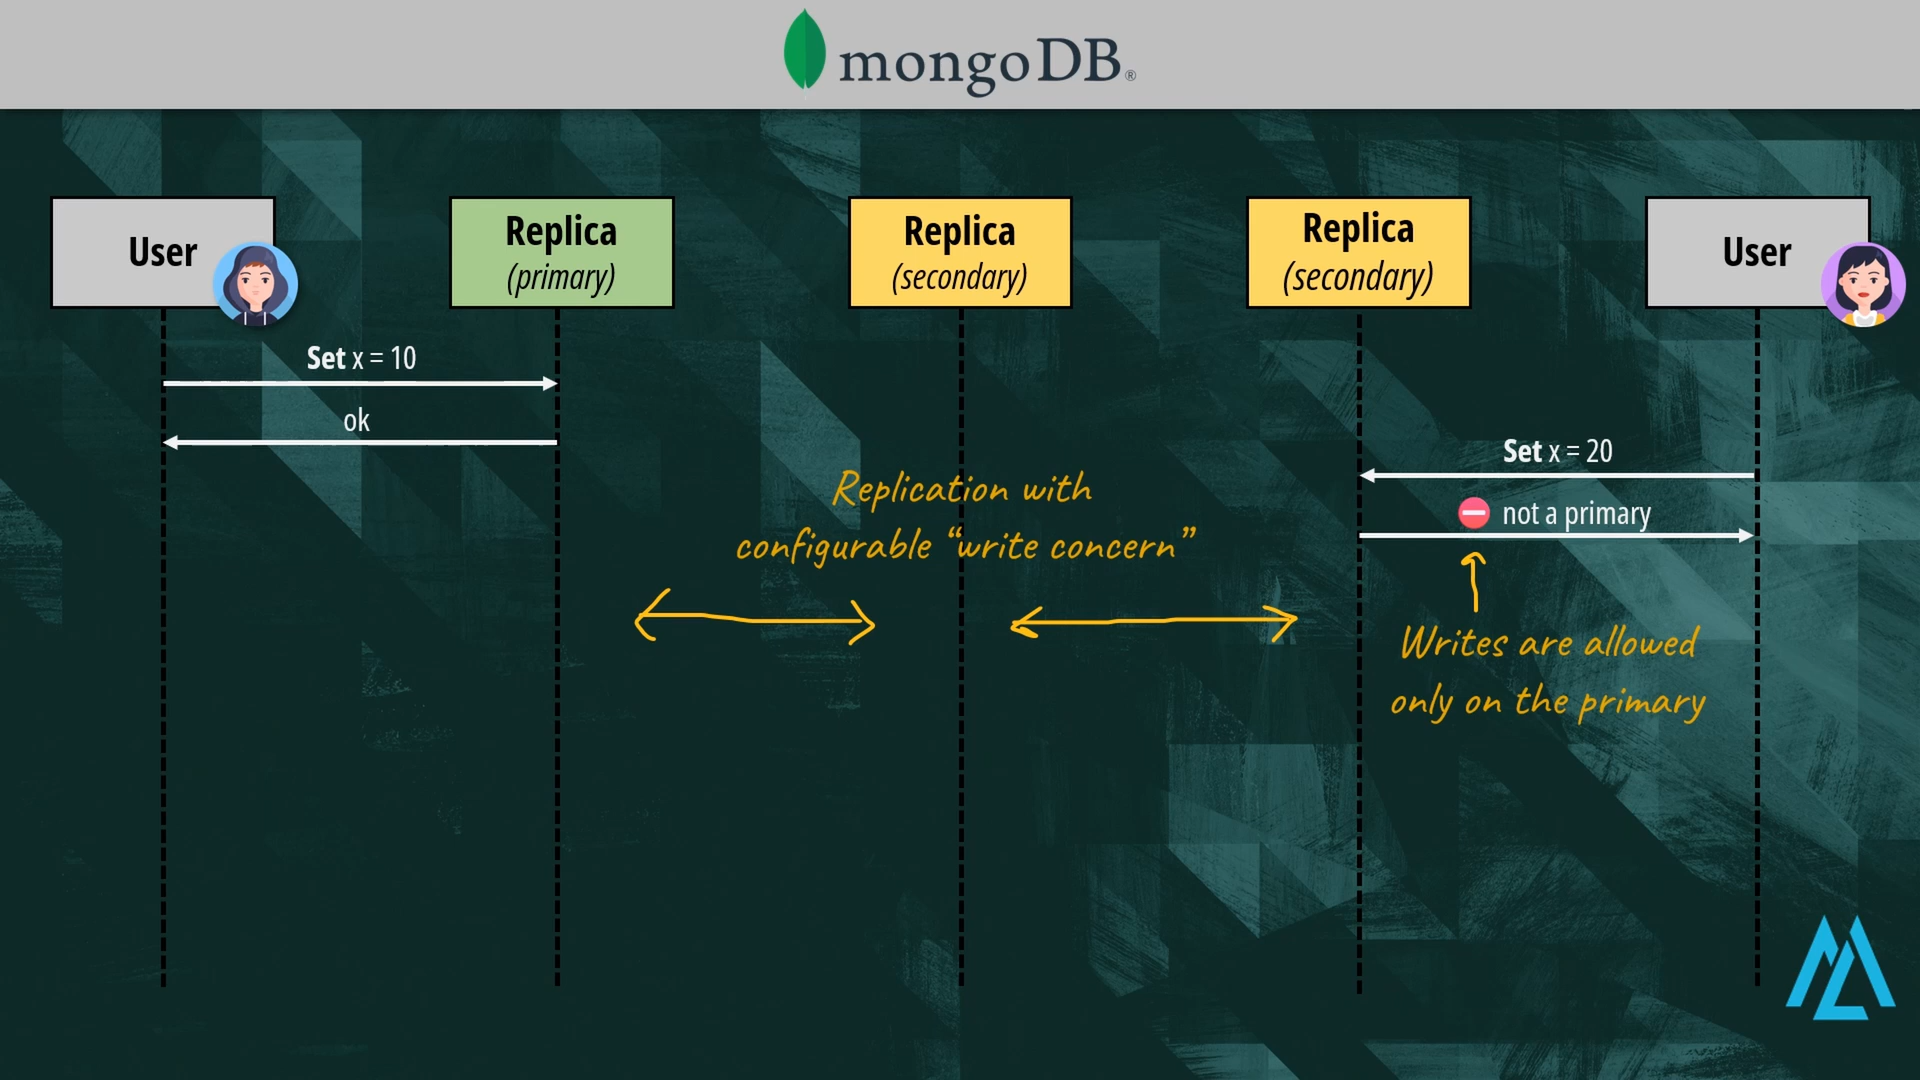 mongoDB®
User
Replica
(primary)
Replica
(secondary)
Replica
(secondary)
User
Set x = 10
ok
Set x = 20
not a primary
Replication with
configurable “write concern”
Writes are allowed
only on the primary